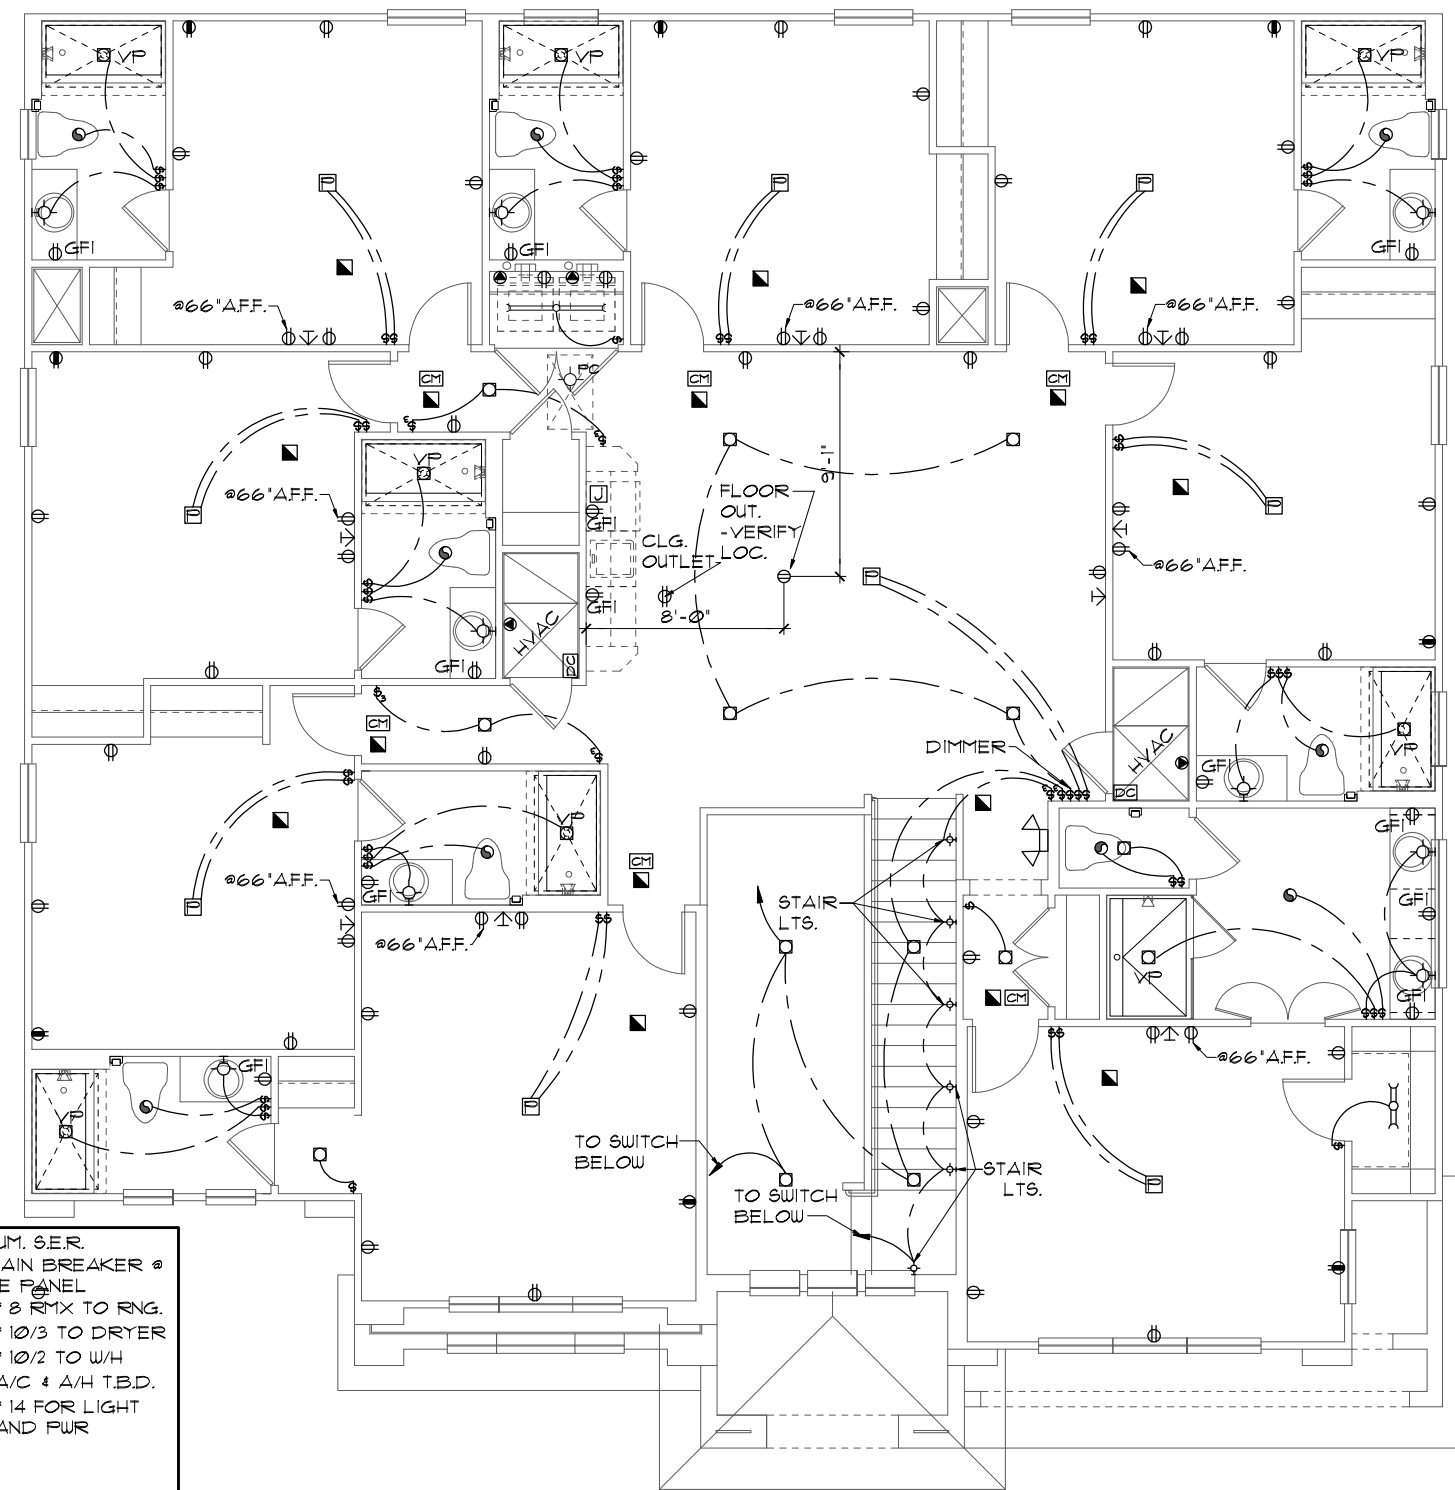 VP
VP
VP
GFI
GFI
GFI
@66"A.F.F.
@66"A.F.F.
@66"A.F.F.
CM
PC
CM
CM
VP
@66"A.F.F.
J
GFI
CLG.
OUTLET
FLOOR
OUT.
-VERIFY
LOC.
9'-1"
@66"A.F.F.
GFI
8'-0"
HVAC
DC
GFI
CM
DIMMER
HVAC
DC
GFI
VP
VP
GFI
@66"A.F.F.
@66"A.F.F.
CM
STAIR
LTS.
GFI
GFI
GFI
VP
CM
@66"A.F.F.
GFI
VP
TO SWITCH
BELOW
TO SWITCH
BELOW
STAIR
LTS.
UM. S.E.R.
AIN BREAKER @
E PANEL
# 8 RMX TO RNG.
# 10/3 TO DRYER
# 10/2 TO W/H
A/C & A/H T.B.D.
# 14 FOR LIGHT
AND PWR